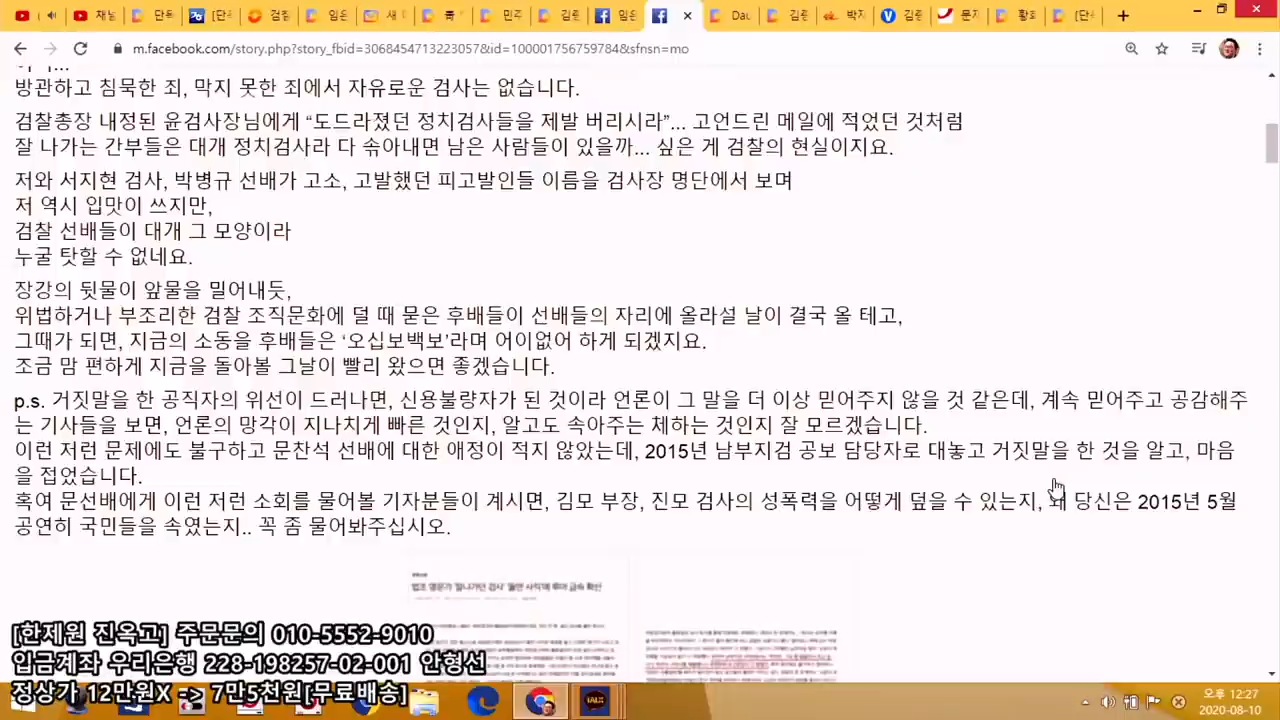 m.facebook.com/story.php?story_fbid=3068454713223057&id=100001756759784&sfnsn=mo
방관하고 침묵한 죄, 막지 못한 죄에서 자유로운 검사는 없습니다.
검찰총장 내정된 윤검사장님에게 “도드라졌던 정치검사들을 제발 버리시라”... 고언드린 메일에 적었던 것처럼
잘 나가는 간부들은 대개 정치검사라 다 솎아내면 남은 사람들이 있을까... 싶은 게 검찰의 현실이지요.
저와 서지현 검사, 박병규 선배가 고소, 고발했던 피고발인들 이름을 검사장 명단에서 보며
저 역시 입맛이 쓰지만,
검찰 선배들이 대개 그 모양이라
누굴 탓할 수 없네요.
장강의 뒷물이 앞물을 밀어내듯,
위법하거나 부조리한 검찰 조직문화에 덜 때 묻은 후배들이 선배들의 자리에 올라설 날이 결국 올 테고,
그때가 되면, 지금의 소동을 후배들은 ‘오십보백보’라며 어이없어 하게 되겠지요.
조금 맘 편하게 지금을 돌아볼 그날이 빨리 왔으면 좋겠습니다.
p.s. 거짓말을 한 공직자의 위선이 드러나면, 신용불량자가 된 것이라 언론이 그 말을 더 이상 믿어주지 않을 것 같은데, 계속 믿어주고 공감해주
는 기사들을 보면, 언론의 망각이 지나치게 빠른 것인지, 알고도 속아주는 체하는 것인지 잘 모르겠습니다.
이런 저런 문제에도 불구하고 문찬석 선배에 대한 애정이 적지 않았는데, 2015년 남부지검 공보 담당자로 대놓고 거짓말을 한 것을 알고, 마음
을 접었습니다.
혹여 문선배에게 이런 저런 소회를 물어볼 기자분들이 계시면, 김모 부장, 진모 검사의 성폭력을 어떻게 덮을 수 있는지, 왜 당신은 2015년 5월
공연히 국민들을 속였는지.. 꼭 좀 물어봐주십시오.
주문문의 010-5552-9010
228-198257-02-001 안형선
12만원X => 7만5천원[무료배송]
오후 12:27
2020-08-10